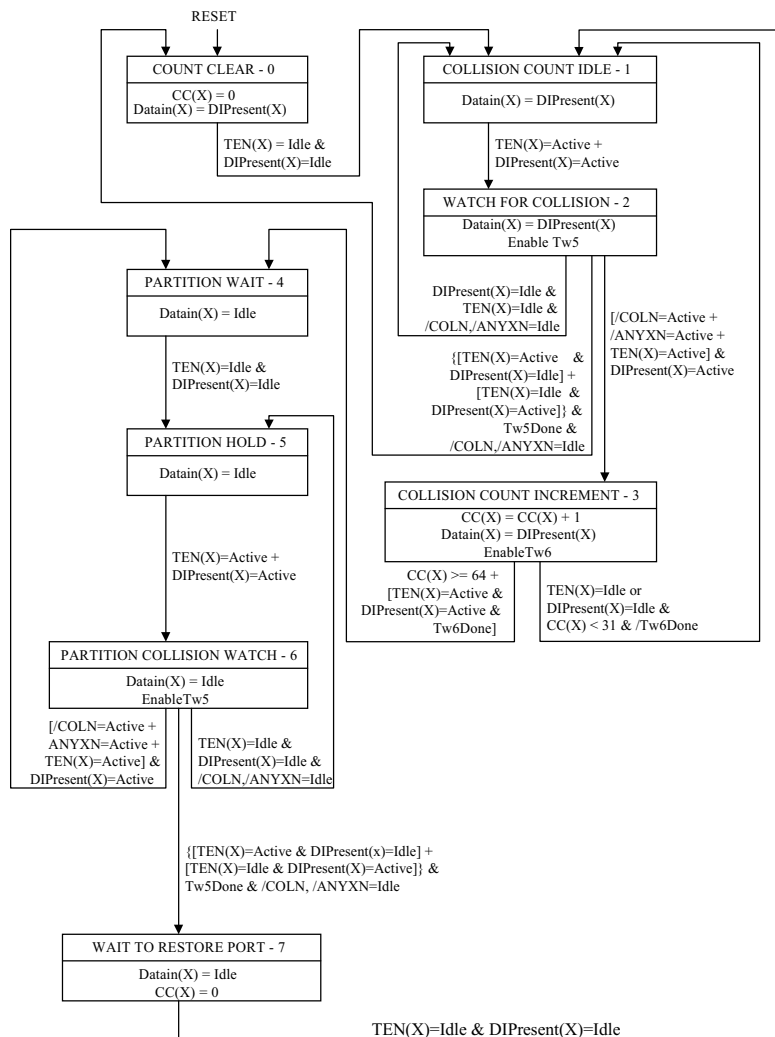 RESET
COUNT CLEAR - 0
CC(X) = 0
Datain(X) = DIPresent(X)
TEN(X) = Idle &
DIPresent(X)=Idle
COLLISION COUNT IDLE - 1
Datain(X) = DIPresent(X)
TEN(X)=Active +
DIPresent(X)=Active
WATCH FOR COLLISION - 2
Datain(X) = DIPresent(X)
Enable Tw5
DIPresent(X)=Idle &
TEN(X)=Idle &
/COLN,/ANYXN=Idle
{[TEN(X)=Active &
DIPresent(X)=Idle] +
[TEN(X)=Idle &
DIPresent(X)=Active]} &
Tw5Done &
/COLN,/ANYXN=Idle
[/COL=Active +
/ANYXN=Active +
TEN(X)=Active] &
DIPresent(X)=Active
COLLISION COUNT INCREMENT - 3
CC(X) = CC(X) + 1
Datain(X) = DIPresent(X)
EnableTw6
CC(X) >= 64 +
[TEN(X)=Active &
DIPresent(X)=Active &
Tw6Done]
TEN(X)=Idle or
DIPresent(X)=Idle &
CC(X) < 31 & /Tw6Done
PARTITION WAIT - 4
Datain(X) = Idle
TEN(X)=Idle &
DIPresent(X)=Idle
PARTITION HOLD - 5
Datain(X) = Idle
TEN(X)=Active +
DIPresent(X)=Active
PARTITION COLLISION WATCH - 6
Datain(X) = Idle
EnableTw5
[/COLN=Active +
ANYXN=Active +
TEN(X)=Active] &
DIPresent(X)=Active
TEN(X)=Idle &
DIPresent(X)=Idle &
/COLN,/ANYXN=Idle
{[TEN(X)=Active & DIPresent(x)=Idle] +
[TEN(X)=Idle & DIPresent(X)=Active]} &
Tw5Done & /COLN, /ANYXN=Idle
WAIT TO RESTORE PORT - 7
Datain(X) = Idle
CC(X) = 0
TEN(X)=Idle & DIPresent(X)=Idle